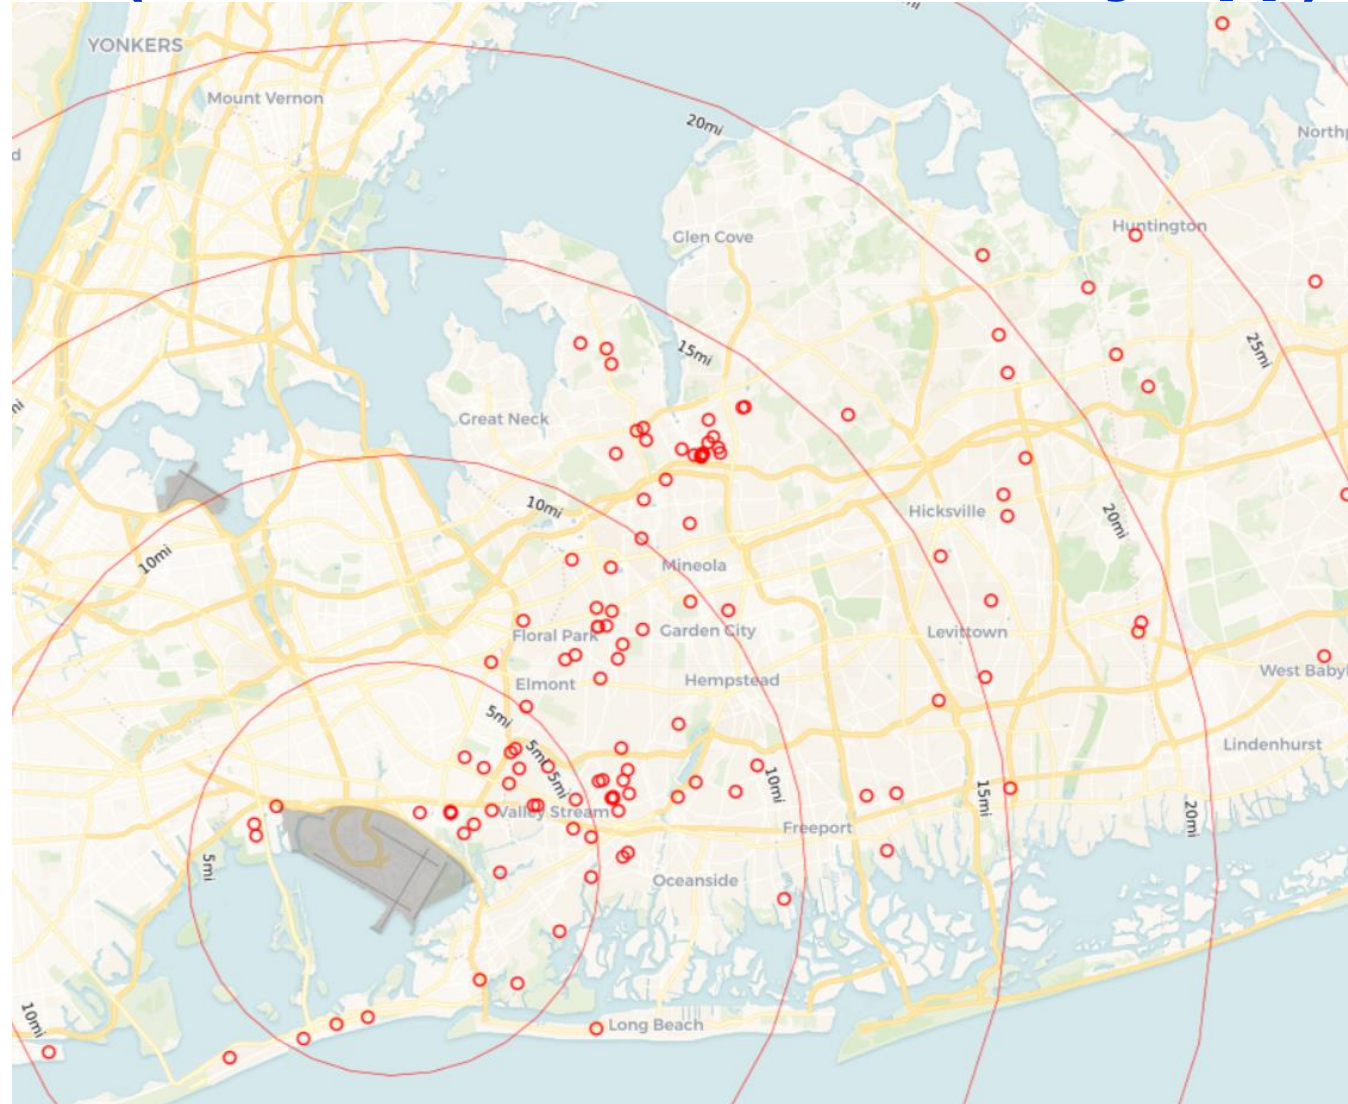 YONKERS
Mount Vernon
20mi
Huntington
Glen Cove
15mi
25mi
Great Neck
10mi
Hicksville
20mi
10mi
Mineola
Floral Park
Garden City
Levittown
Elmont
Hempstead
West Baby
5mi
5mi
5mi
Lindenhurst
10mi
15mi
20mi
Valley Stream
Freeport
5mi
Oceanside
10mi
Long Beach